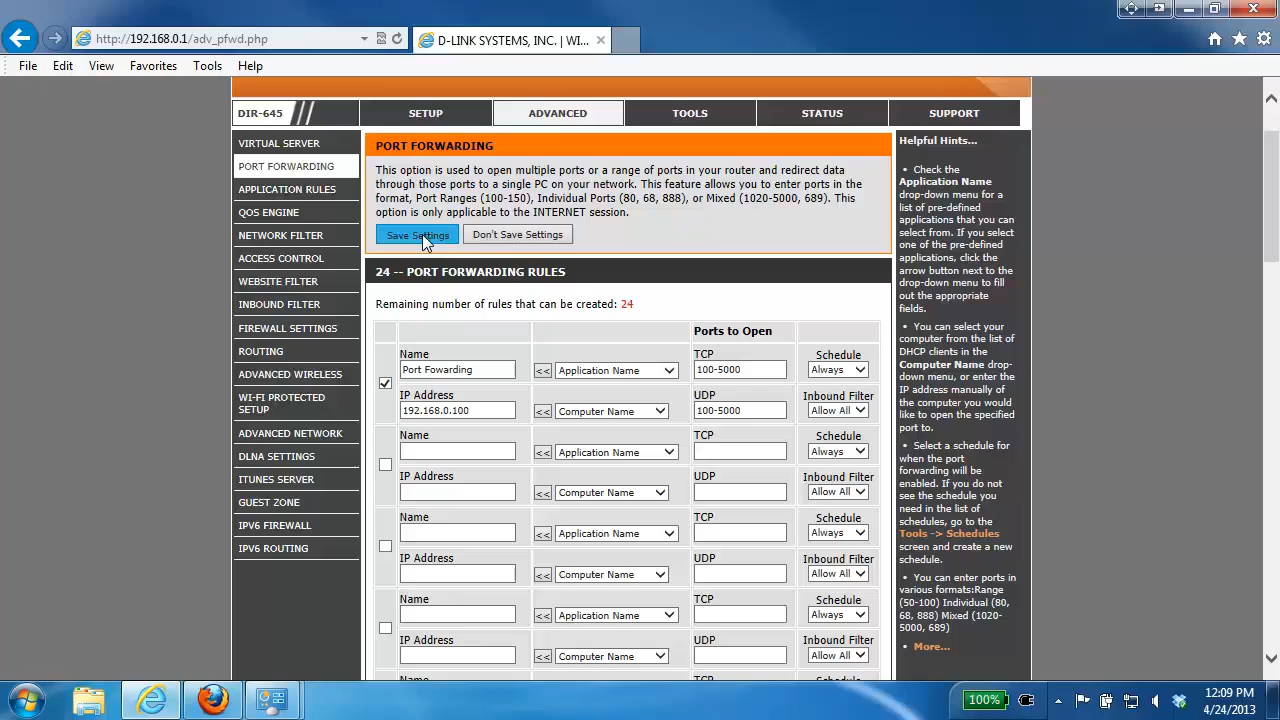 http://192.168.0.1/adv_pfwd.php
D-LINK SYSTEMS, INC. | WI...
File Edit View Favorites Tools Help
DIR-645
SETUP
ADVANCED
TOOLS
STATUS
SUPPORT
VIRTUAL SERVER
PORT FORWARDING
APPLICATION RULES
QOS ENGINE
NETWORK FILTER
ACCESS CONTROL
WEBSITE FILTER
INBOUND FILTER
FIREWALL SETTINGS
ROUTING
ADVANCED WIRELESS
WI-FI PROTECTED
SETUP
ADVANCED NETWORK
DLNA SETTINGS
ITUNES SERVER
GUEST ZONE
IPV6 FIREWALL
IPV6 ROUTING
PORT FORWARDING
This option is used to open multiple ports or a range of ports in your router and redirect data
through those ports to a single PC on your network. This feature allows you to enter ports in the
format, Port Ranges (100-150), Individual Ports (80, 68, 888), or Mixed (1020-5000, 689). This
option is only applicable to the INTERNET session.
Save Settings
Don't Save Settings
24 -- PORT FORWARDING RULES
Remaining number of rules that can be created: 24
Ports to Open
Name
Port Fowarding
<<
Application Name
TCP
100-5000
Schedule
Always
IP Address
192.168.0.100
<<
Computer Name
UDP
100-5000
Inbound Filter
Allow All
Name
<<
Application Name
TCP
Schedule
Always
IP Address
<<
Computer Name
UDP
Inbound Filter
Allow All
Name
<<
Application Name
TCP
Schedule
Always
IP Address
<<
Computer Name
UDP
Inbound Filter
Allow All
Name
<<
Application Name
TCP
Schedule
Always
IP Address
<<
Computer Name
UDP
Inbound Filter
Allow All
Helpful Hints...
• Check the
Application Name
drop-down menu for a
list of pre-defined
applications that you can
select from. If you select
one of the pre-defined
applications, click the
arrow button next to the
drop-down menu to fill
out the appropriate
fields.
• You can select your
computer from the list of
DHCP clients in the
Computer Name drop-
down menu, or enter the
IP address manually of
the computer you would
like to open the specified
port to.
• Select a schedule for
when the port
forwarding will be
enabled. If you do not
see the schedule you
need in the list of
schedules, go to the
Tools -> Schedules
screen and create a new
schedule.
• You can enter ports in
various formats:Range
(50-100) Individual (80,
68, 888) Mixed (1020-
5000, 689)
• More...
100%
12:09 PM
4/24/2013